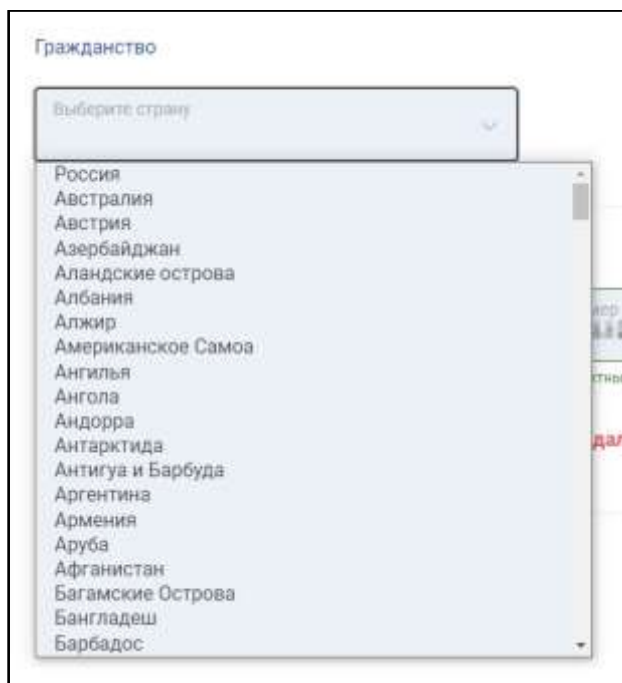 Гражданство
Выберите страну
Россия
Австралия
Австрия
Азербайджан
Аландские острова
Албания
Алжир
Американское Самоа
Ангилья
Ангола
Андорра
Антарктида
Антигуа и Барбуда
Аргентина
Армения
Аруба
Афганистан
Багамские Острова
Бангладеш
Барбадос